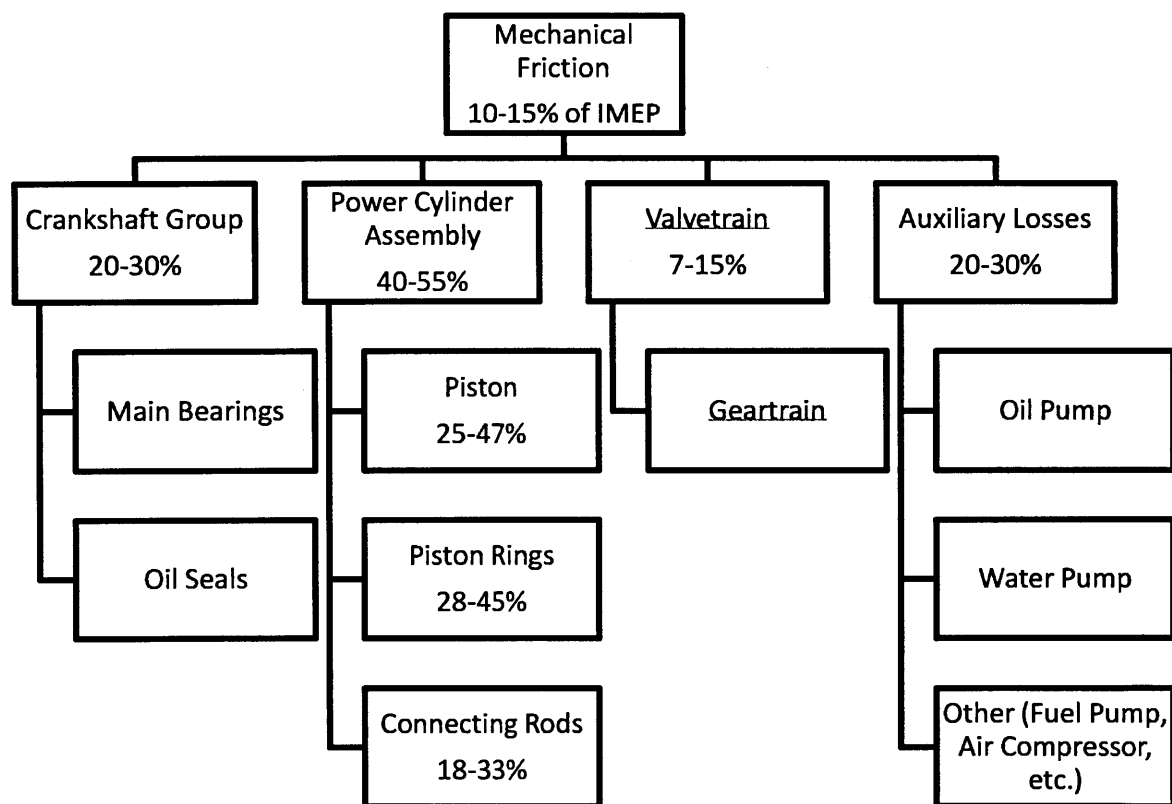 Mechanical
Friction
10-15% of IMEP
Crankshaft Group
20-30%
Power Cylinder
Assembly
40-55%
Valvetrain
7-15%
Auxiliary Losses
20-30%
Main Bearings
Oil Seals
Piston
25-47%
Piston Rings
28-45%
Connecting Rods
18-33%
Geartrain
Oil Pump
Water Pump
Other (Fuel Pump,
Air Compressor,
etc.)